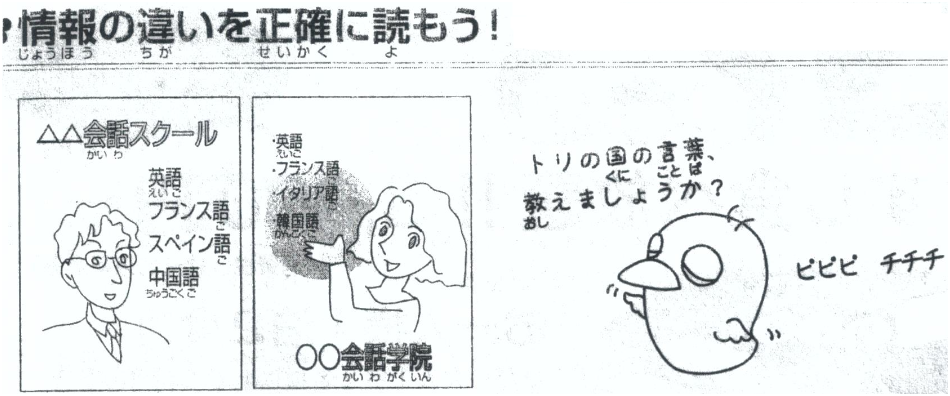 情報の違いを正確に読もう!
じょうほう ちが せいかく よ
△△会話スクール
かいわ
英語
えいご
フランス語
ご
スペイン語
ご
中国語
ちゅうごくご
・英語
えいご
・フランス語
ご
・イタリア語
ご
・韓国語
かんこくご
○○会話学院
かいわがくいん
トリの国の言葉、
くに ことば
教えましょうか?
おし
ピピピ チチチ